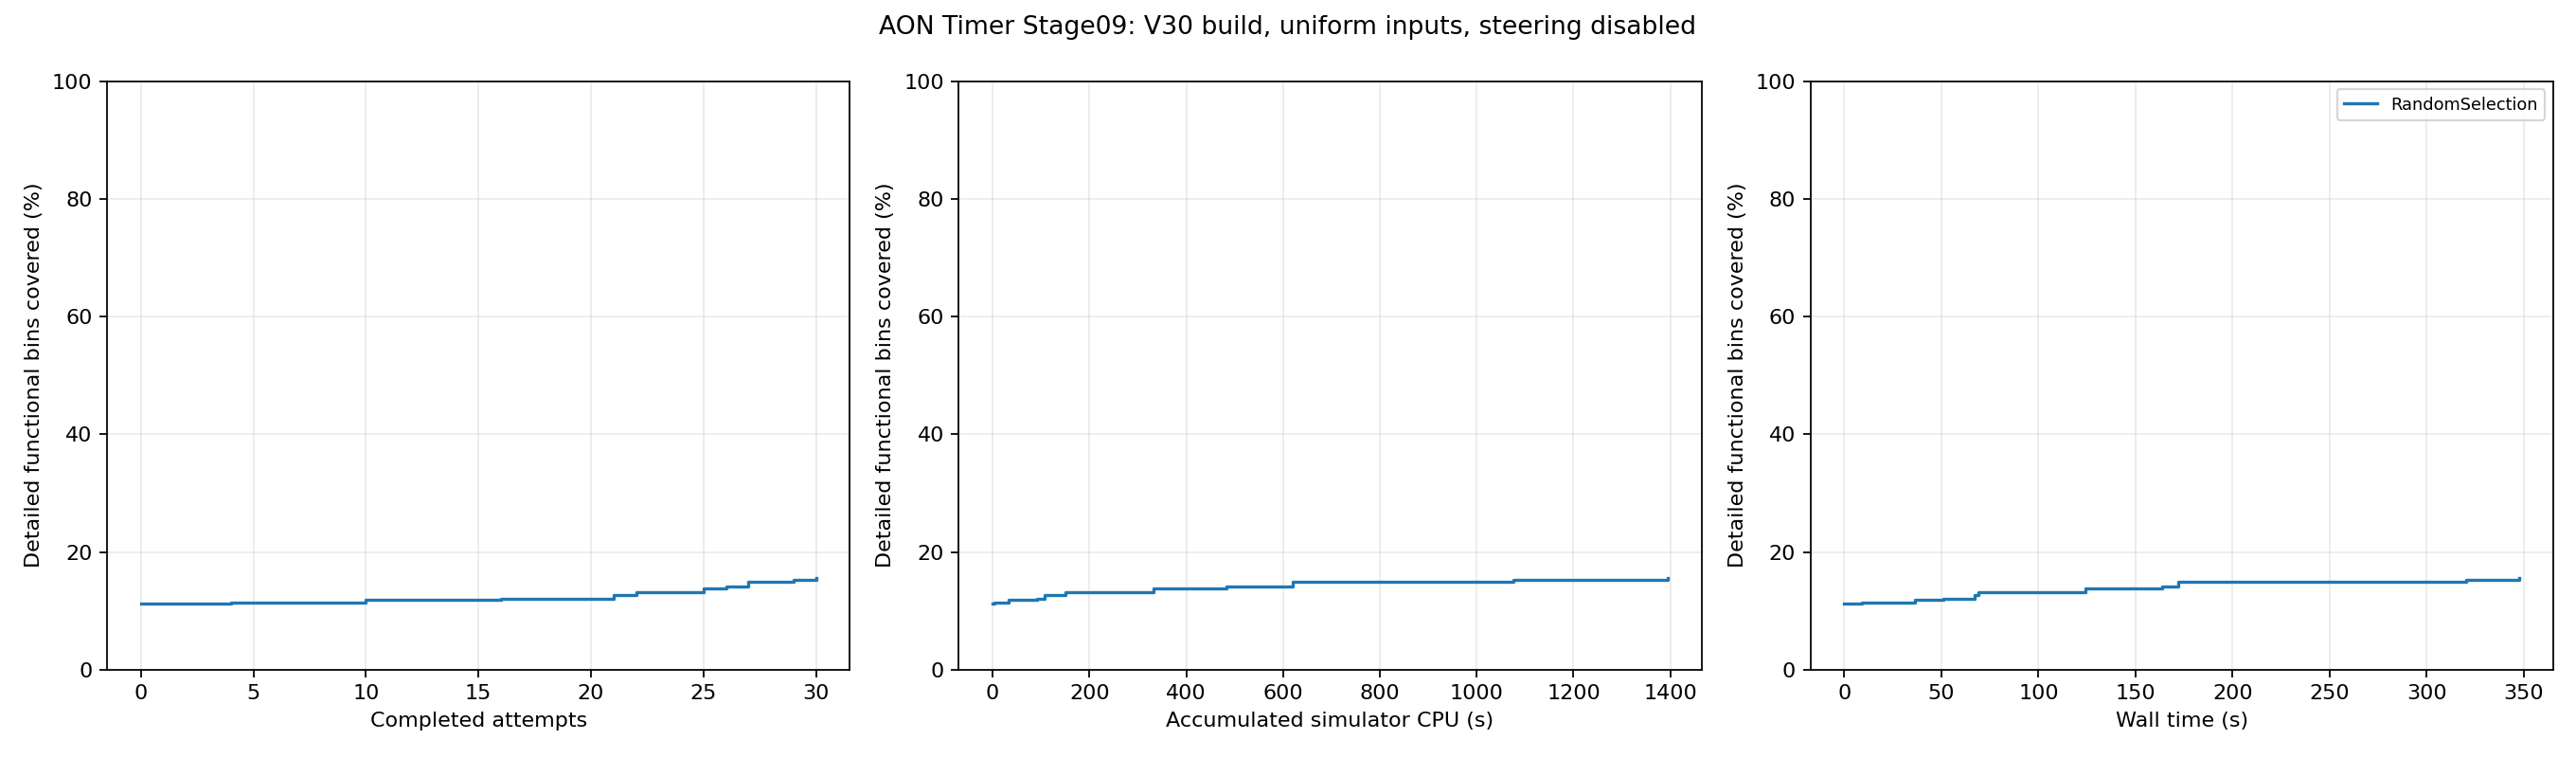 AON Timer Stage09: V30 build, uniform inputs, steering disabled
Detailed functional bins covered (%)
100
80
60
40
20
0
0 5 10 15 20 25 30
Completed attempts
Detailed functional bins covered (%)
100
80
60
40
20
0
0 200 400 600 800 1000 1200 1400
Accumulated simulator CPU (s)
Detailed functional bins covered (%)
100
80
60
40
20
0
RandomSelection
0 50 100 150 200 250 300 350
Wall time (s)